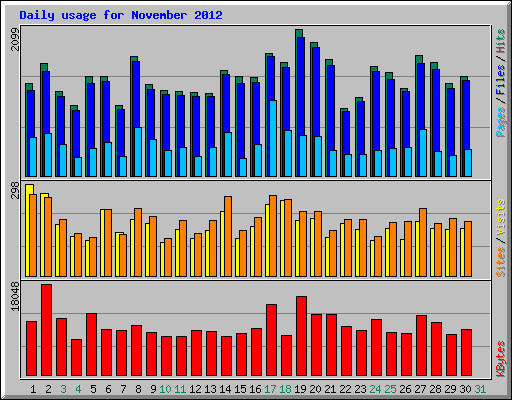 Daily usage for November 2012
2099
Pages / Files / Hits
298
Sites / Visits
18048
KBytes
1 2 3 4 5 6 7 8 9 10 11 12 13 14 15 16 17 18 19 20 21 22 23 24 25 26 27 28 29 30 31